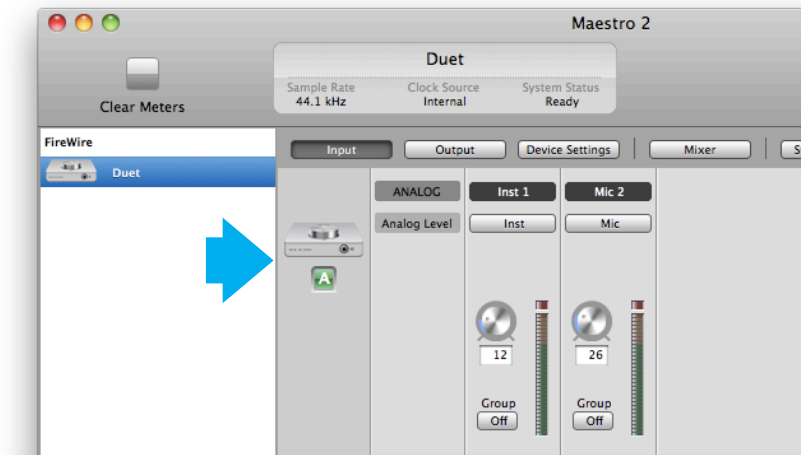 Maestro 2
Clear Meters
Duet
Sample Rate Clock Source System Status
44.1 kHz Internal Ready
FireWire
Duet
Input Output Device Settings Mixer S
ANALOG Inst 1 Mic 2
Analog Level Inst Mic
A
12 26
Group Group
Off Off